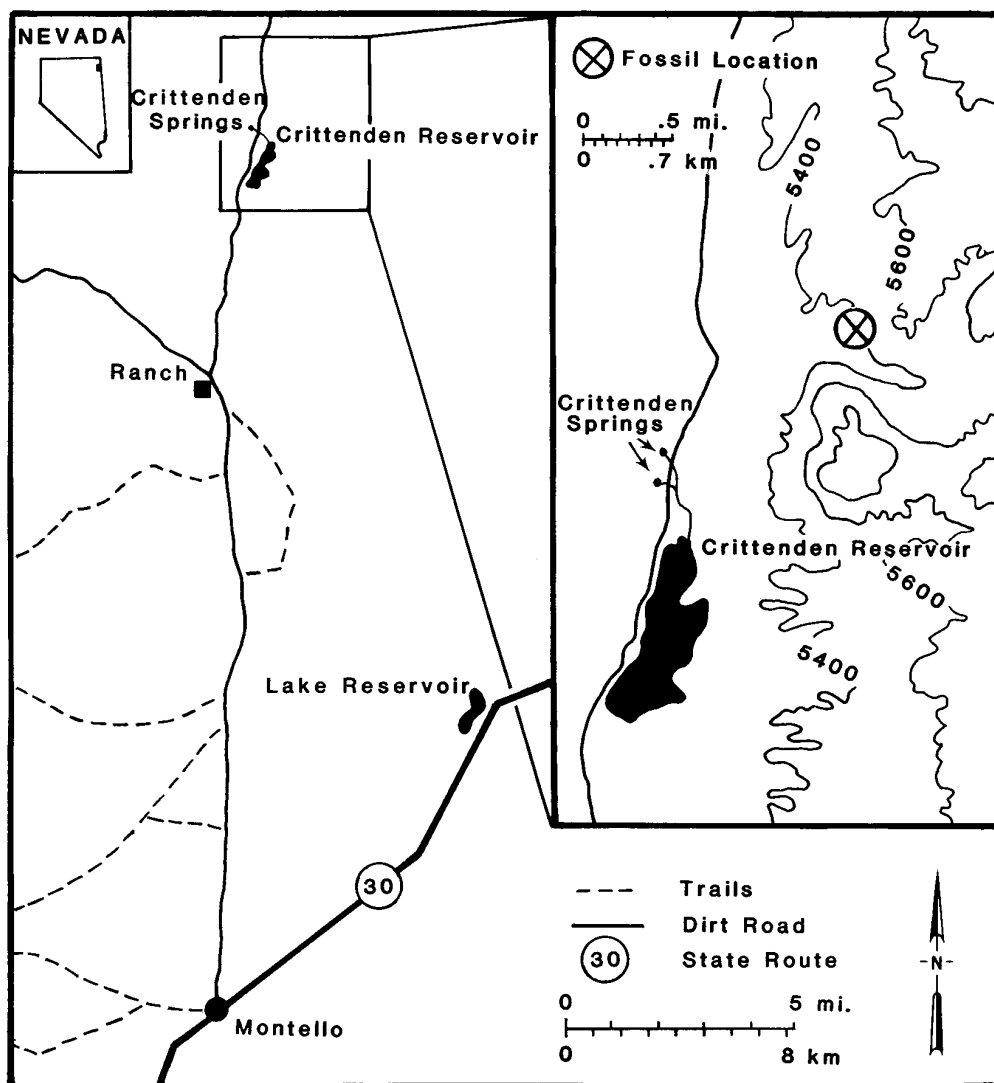 NEVADA
Crittenden
Springs
Crittenden Reservoir
Ranch
Lake Reservoir
30
Montello
Fossil Location
0 .5 mi.
0 .7 km
5400
5600
Crittenden
Springs
Crittenden Reservoir
5600
5400
Trails
Dirt Road
30 State Route
0 5 mi.
0 8 km
N